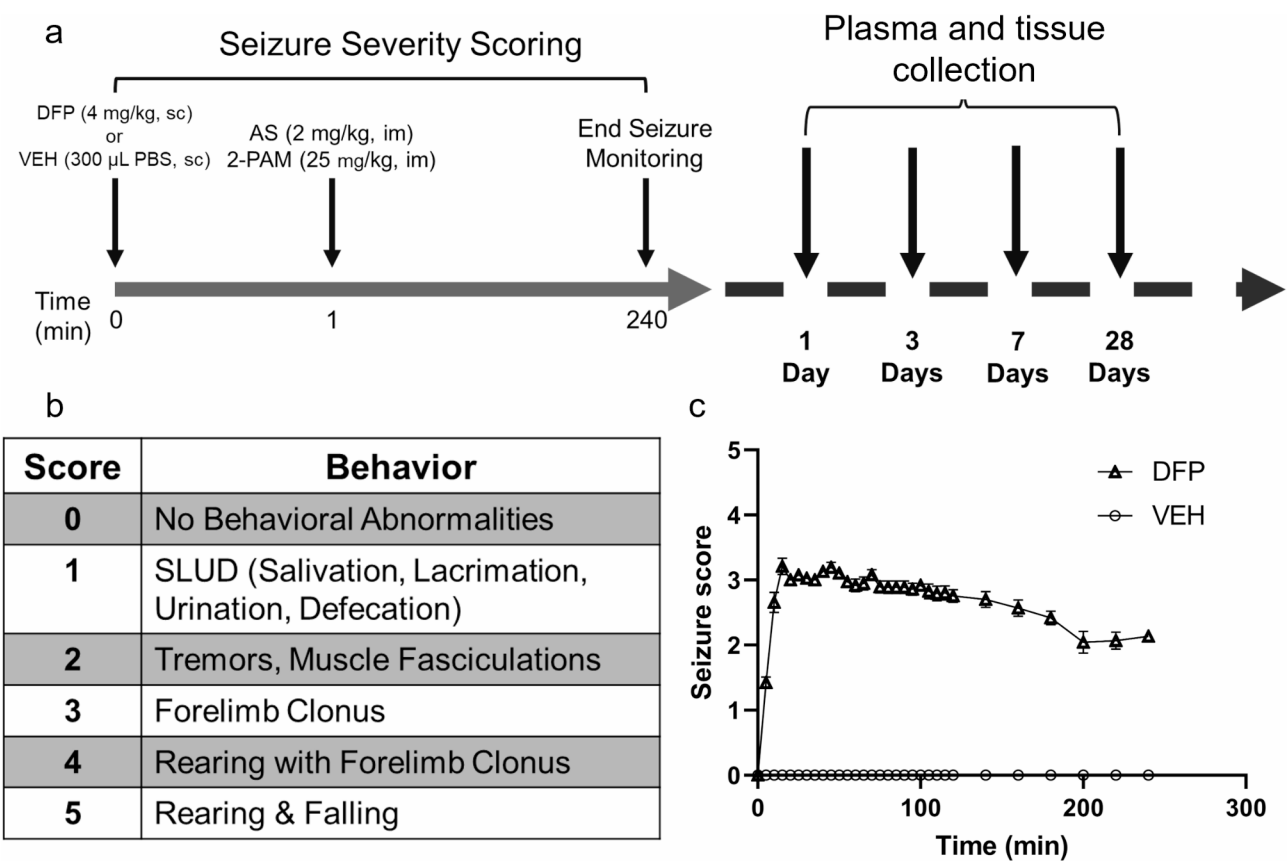 a
Seizure Severity Scoring
Plasma and tissue
collection
DFP (4 mg/kg, sc)
or
VEH (300 µL PBS, sc)
AS (2 mg/kg, im)
2-PAM (25 mg/kg, im)
End Seizure
Monitoring
Time
(min)
0
1
240
1
Day
3
Days
7
Days
28
Days
b
Score Behavior
0 No Behavioral Abnormalities
1 SLUD (Salivation, Lacrimation,
Urination, Defecation)
2 Tremors, Muscle Fasciculations
3 Forelimb Clonus
4 Rearing with Forelimb Clonus
5 Rearing & Falling
c
Seizure score
5
4
3
2
1
0
DFP
VEH
0 100 200 300
Time (min)